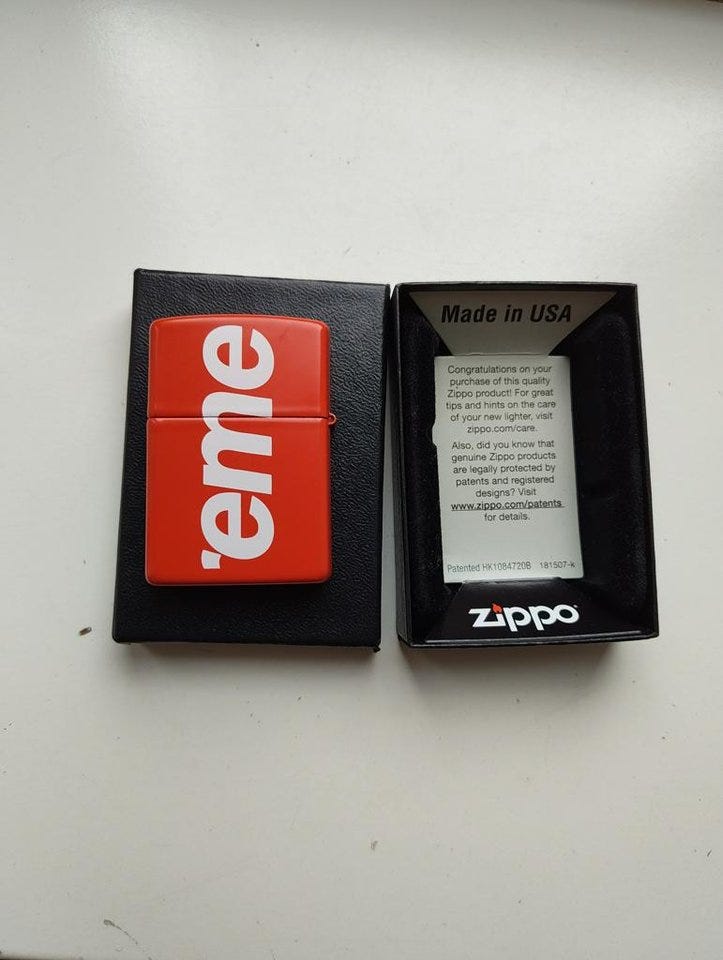 'eme
Made in USA
Congratulations on your
purchase of this quality
Zippo product! For great
tips and hints on the care
of your new lighter, visit
zippo.com/care.
Also, did you know that
genuine Zippo products
are legally protected by
patents and registered
designs? Visit
www.zippo.com/patents
for details.
Patented HK1084720B 181507-k
zippo